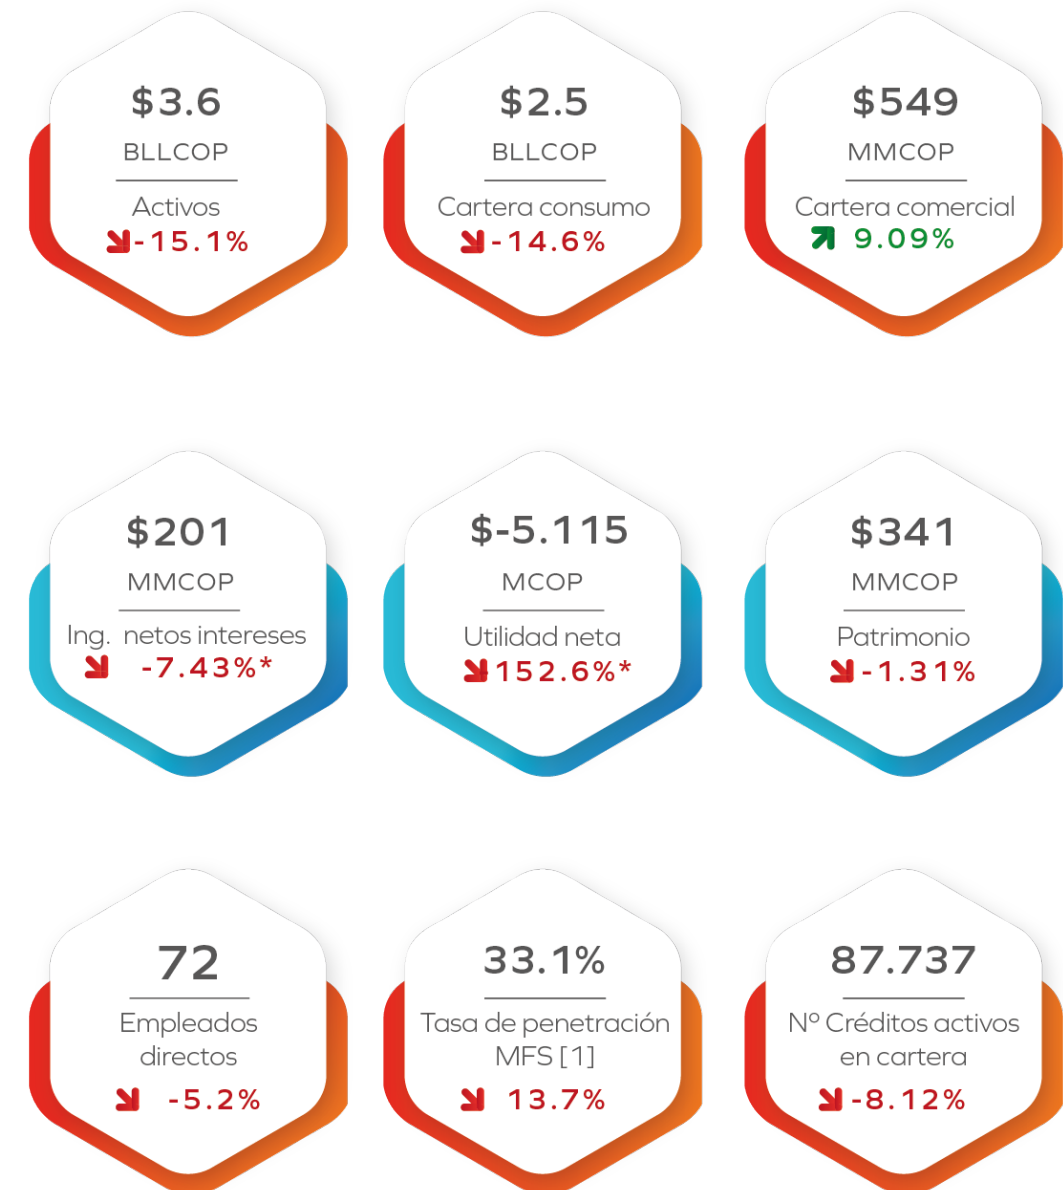 $3.6
BLLCOP
Activos
-15.1%
$2.5
BLLCOP
Cartera consumo
-14.6%
$549
MMCOP
Cartera comercial
9.09%
$201
MMCOP
Ing. netos intereses
-7.43%*
$-5.115
MCOP
Utilidad neta
152.6%*
$341
MMCOP
Patrimonio
-1.31%
72
Empleados
directos
-5.2%
33.1%
Tasa de penetración
MFS [1]
13.7%
87.737
Nº Créditos activos
en cartera
-8.12%